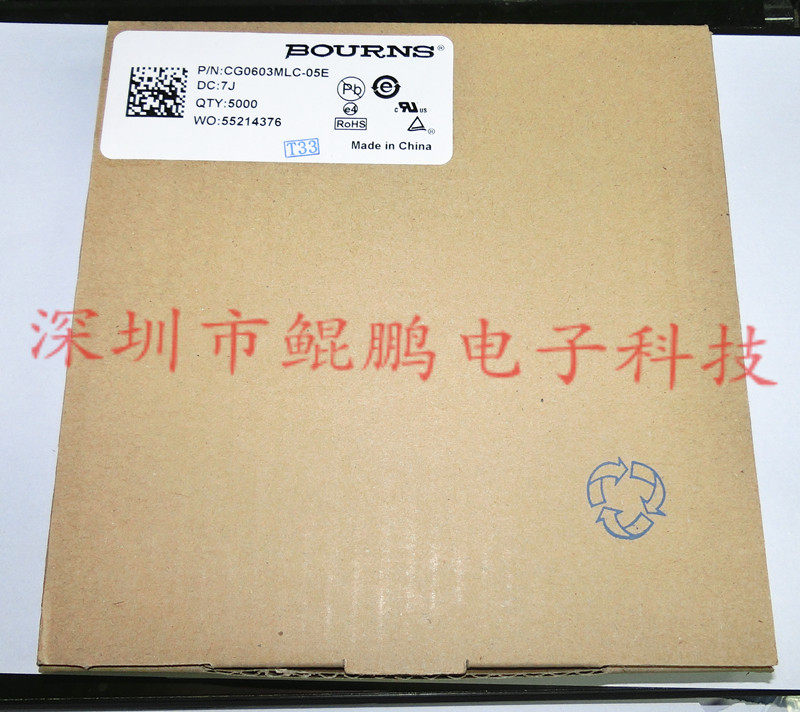 BOURNS®
P/N:CG0603MLC-05E
DC:7J
QTY:5000
WO:55214376
Pb
e
e4
c RU US
RoHS
®
T33
Made in China
深圳市鲲鹏电子科技